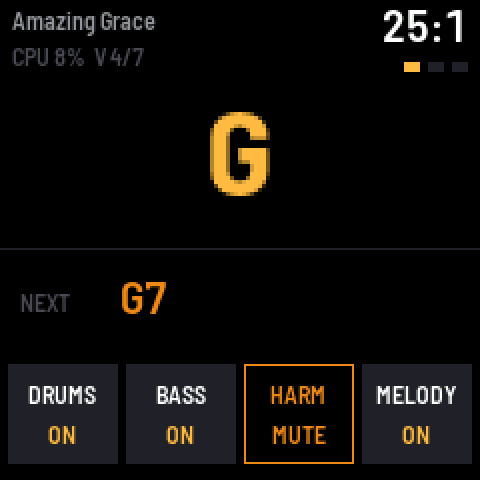 Amazing Grace
25:1
CPU 8% V 4/7
G
NEXT G7
DRUMS BASS HARM MELODY
ON ON MUTE ON